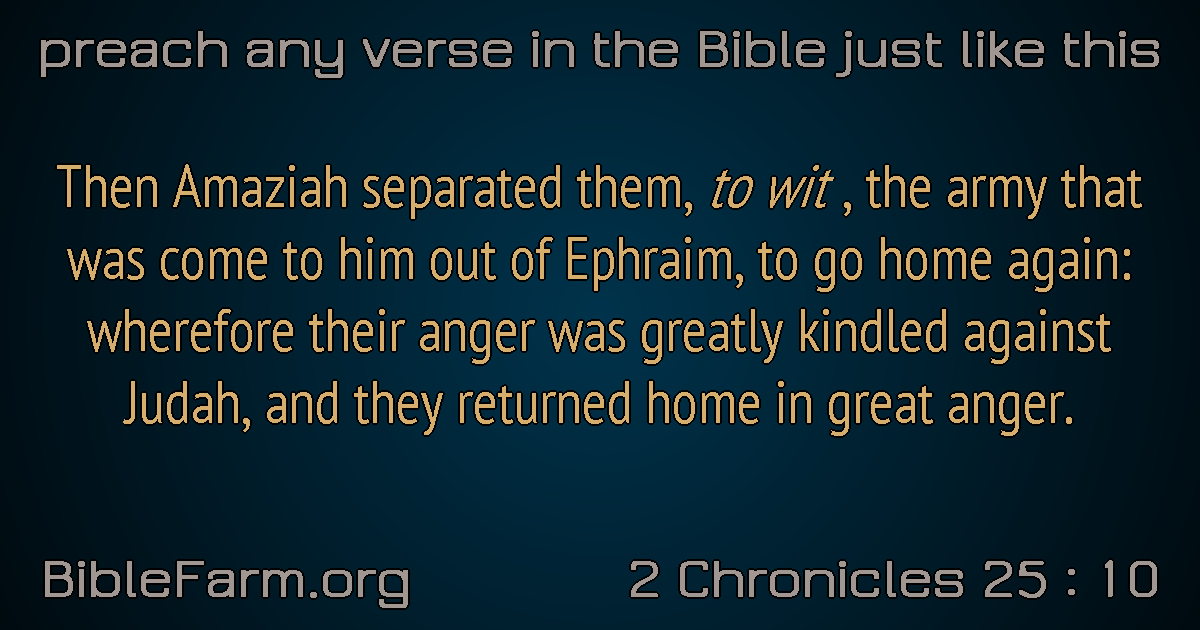 preach any verse in the Bible just like this
Then Amaziah separated them, to wit , the army that
was come to him out of Ephraim, to go home again:
wherefore their anger was greatly kindled against
Judah, and they returned home in great anger.
BibleFarm.org
2 Chronicles 25 : 10